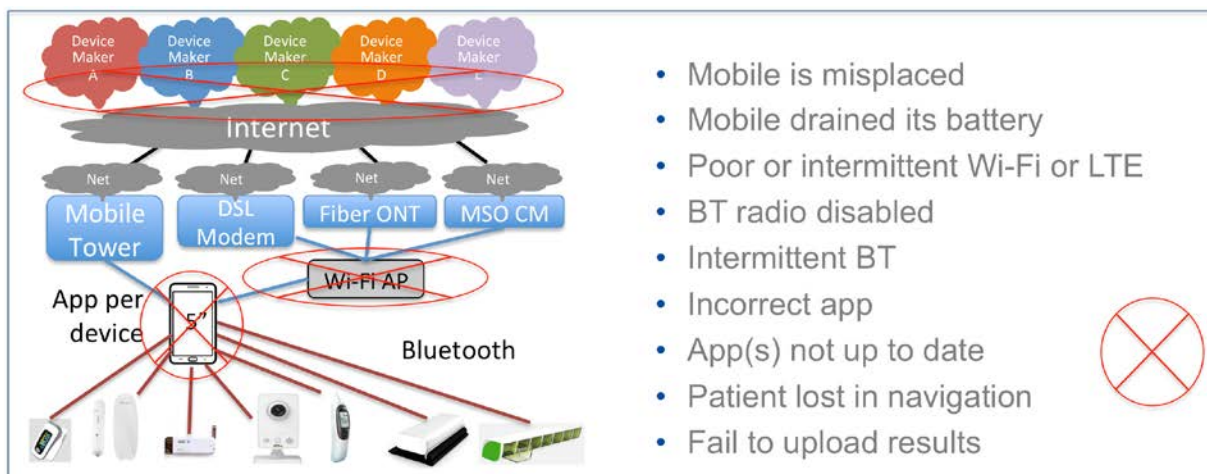 Device
Maker
A
Device
Maker
B
Device
Maker
C
Device
Maker
D
Device
Maker
Internet
Net
Net
Net
Net
Mobile
Tower
DSL
Modem
Fiber ONT
MSO CM
Wi-Fi AP
App per
device
5”
Bluetooth
• Mobile is misplaced
• Mobile drained its battery
• Poor or intermittent Wi-Fi or LTE
• BT radio disabled
• Intermittent BT
• Incorrect app
• App(s) not up to date
• Patient lost in navigation
• Fail to upload results